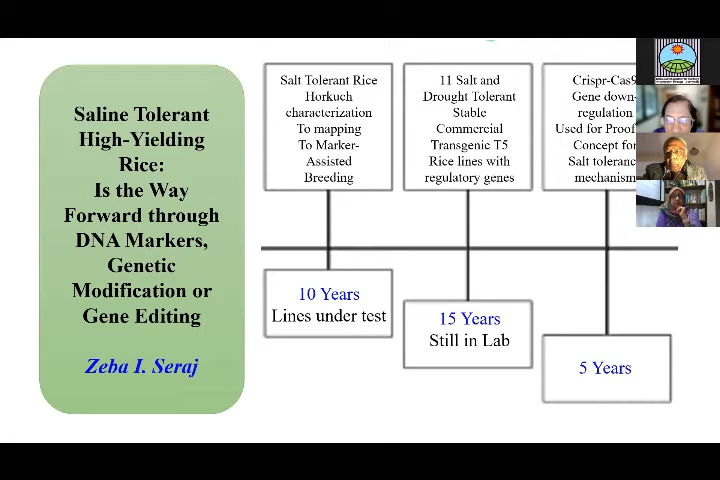 Saline Tolerant
High-Yielding
Rice:
Is the Way
Forward through
DNA Markers,
Genetic
Modification or
Gene Editing
Zeba I. Seraj
Salt Tolerant Rice
Horkuch
characterization
To mapping
To Marker-
Assisted
Breeding
11 Salt and
Drought Tolerant
Stable
Commercial
Transgenic T5
Rice lines with
regulatory genes
Crispr-Cas9
Gene down-
regulation
Used for Proof
Concept for
Salt tolerance
mechanism
10 Years
Lines under test
15 Years
Still in Lab
5 Years